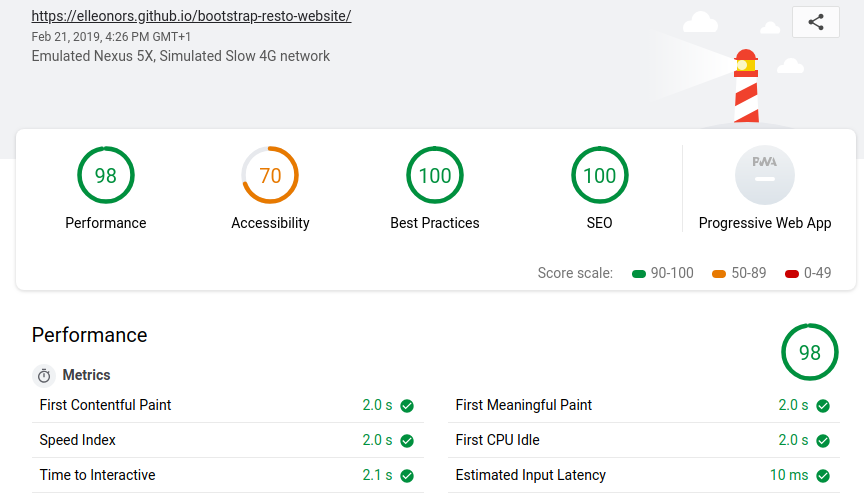 https://elleonors.github.io/bootstrap-resto-website/
Feb 21, 2019, 4:26 PM GMT+1
Emulated Nexus 5X, Simulated Slow 4G network
98 70 100 100 PWA
Performance Accessibility Best Practices SEO Progressive Web App
Score scale: 90-100 50-89 0-49
Performance 98
Metrics
First Contentful Paint 2.0 s First Meaningful Paint 2.0 s
Speed Index 2.0 s First CPU Idle 2.0 s
Time to Interactive 2.1 s Estimated Input Latency 10 ms